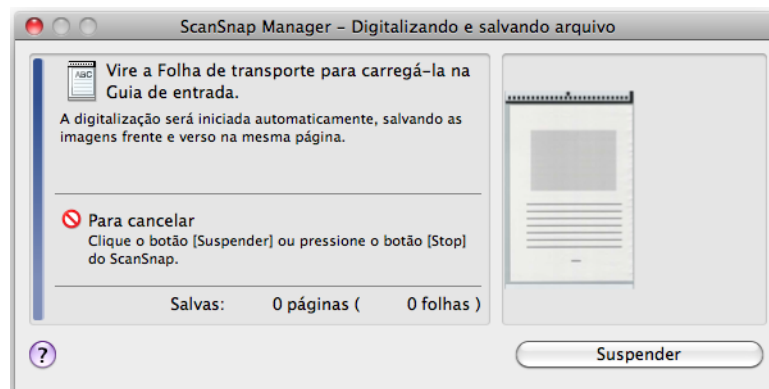 ScanSnap Manager – Digitalizando e salvando arquivo
ABC
Vire a Folha de transporte para carregá-la na
Guia de entrada.
A digitalização será iniciada automaticamente, salvando as
imagens frente e verso na mesma página.
Para cancelar
Clique o botão [Suspender] ou pressione o botão [Stop]
do ScanSnap.
Salvas: 0 páginas ( 0 folhas )
? Suspender